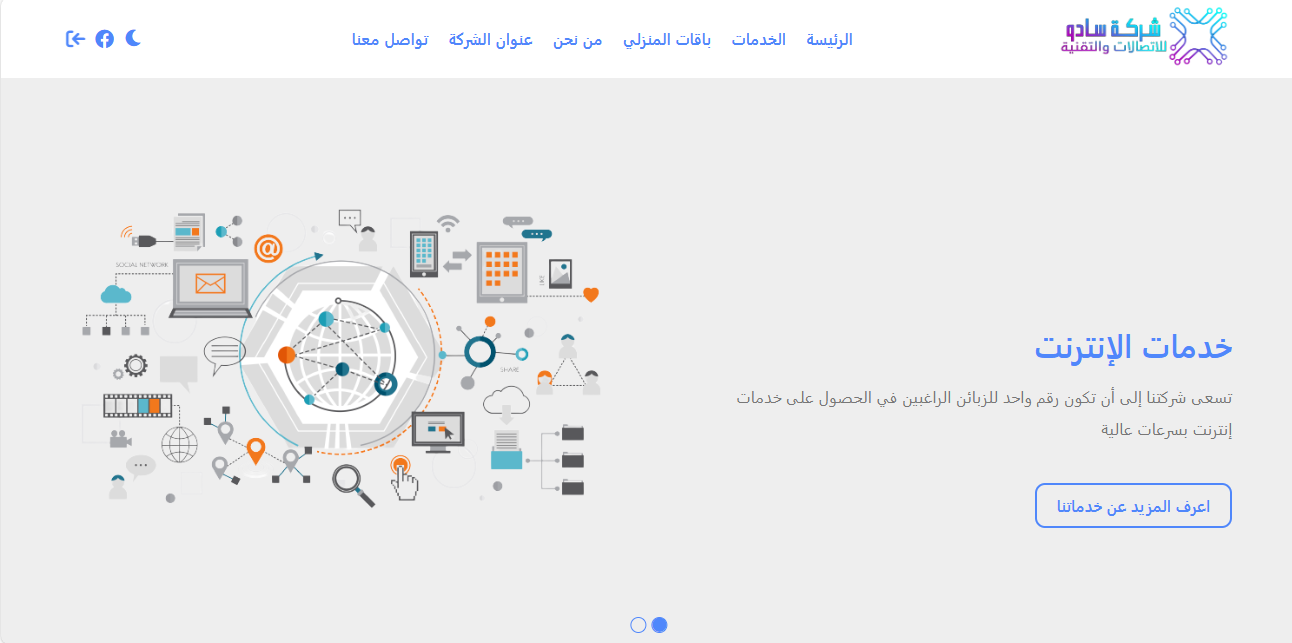 شركة سادو
للاتصالات والتقنية
الرئيسة
الخدمات
باقات المنزلي
من نحن
عنوان الشركة
تواصل معنا
SOCIAL NETWORK
@
LIKE
SHARE
خدمات الإنترنت
تسعى شركتنا إلى أن تكون رقم واحد للزبائن الراغبين في الحصول على خدمات
إنترنت بسرعات عالية
اعرف المزيد عن خدماتنا